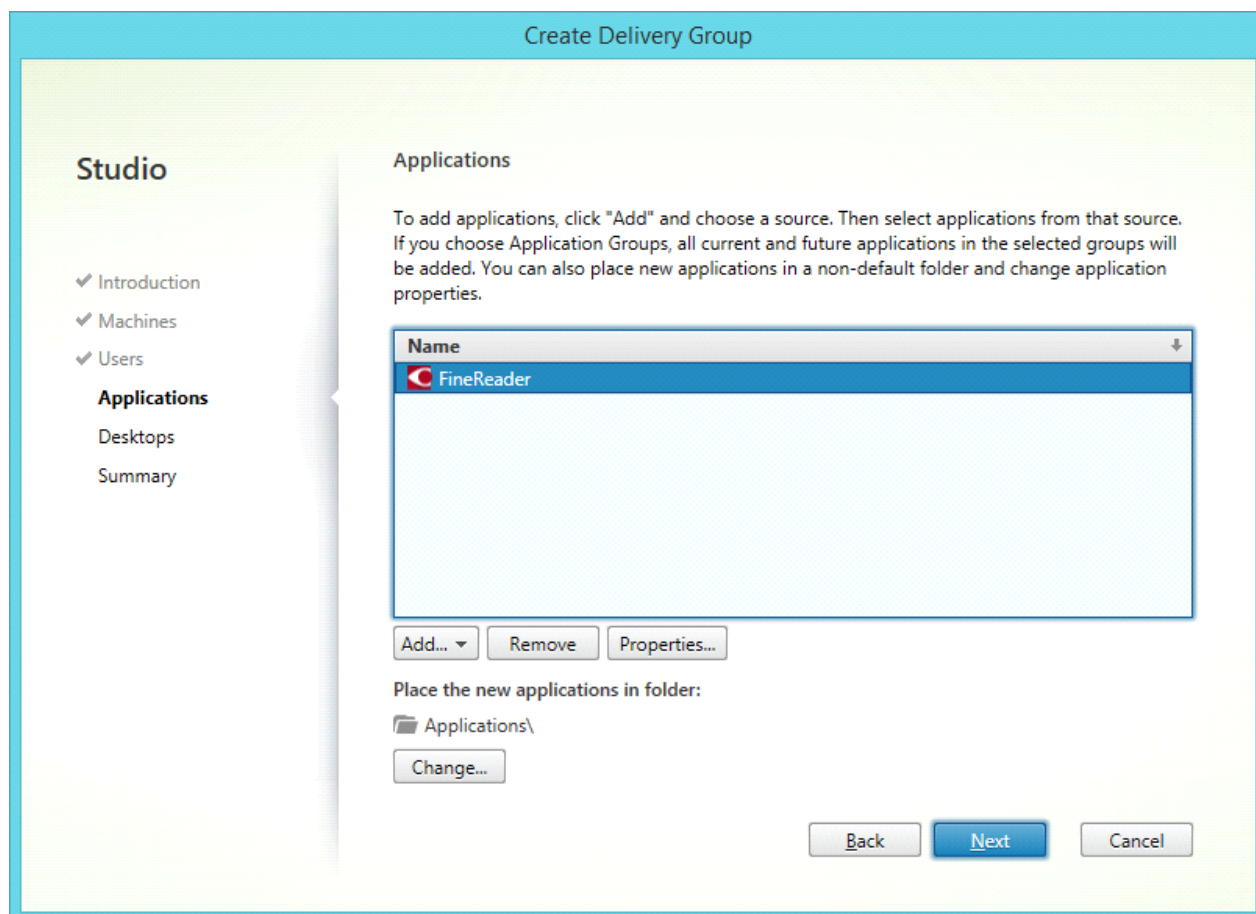 Create Delivery Group
Studio
Introduction
Machines
Users
Applications
Desktops
Summary
Applications
To add applications, click "Add" and choose a source. Then select applications from that source.
If you choose Application Groups, all current and future applications in the selected groups will
be added. You can also place new applications in a non-default folder and change application
properties.
Name
FineReader
Add...
Remove
Properties...
Place the new applications in folder:
Applications\
Change...
Back
Next
Cancel